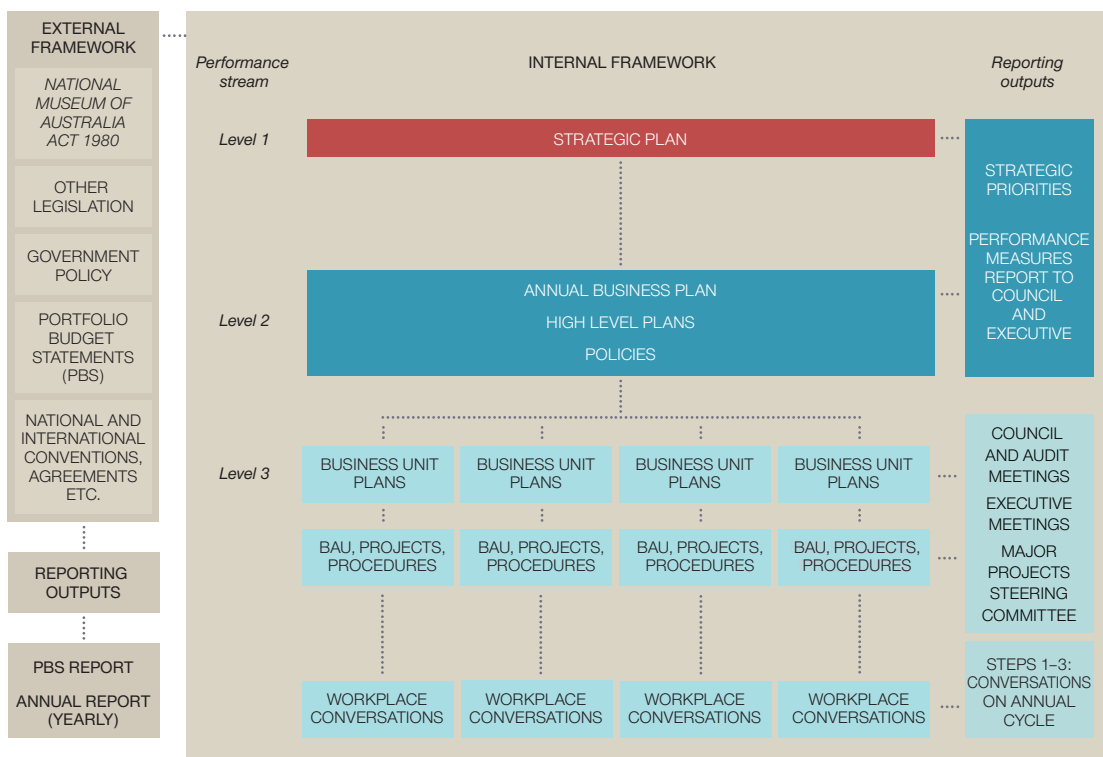 EXTERNAL
FRAMEWORK
NATIONAL
MUSEUM OF
AUSTRALIA
ACT 1980
OTHER
LEGISLATION
GOVERNMENT
POLICY
PORTFOLIO
BUDGET
STATEMENTS
(PBS)
NATIONAL AND
INTERNATIONAL
CONVENTIONS,
AGREEMENTS
ETC.
REPORTING
OUTPUTS
PBS REPORT
ANNUAL REPORT
(YEARLY)
Performance
stream
INTERNAL FRAMEWORK
Reporting
outputs
Level 1
STRATEGIC PLAN
STRATEGIC
PRIORITIES
PERFORMANCE
MEASURES
REPORT TO
COUNCIL
AND
EXECUTIVE
Level 2
ANNUAL BUSINESS PLAN
HIGH LEVEL PLANS
POLICIES
Level 3
BUSINESS UNIT
PLANS
BUSINESS UNIT
PLANS
BUSINESS UNIT
PLANS
BUSINESS UNIT
PLANS
COUNCIL
AND AUDIT
MEETINGS
EXECUTIVE
MEETINGS
MAJOR
PROJECTS
STEERING
COMMITTEE
BAU, PROJECTS,
PROCEDURES
BAU, PROJECTS,
PROCEDURES
BAU, PROJECTS,
PROCEDURES
BAU, PROJECTS,
PROCEDURES
WORKPLACE
CONVERSATIONS
WORKPLACE
CONVERSATIONS
WORKPLACE
CONVERSATIONS
WORKPLACE
CONVERSATIONS
STEPS 1–3:
CONVERSATIONS
ON ANNUAL
CYCLE